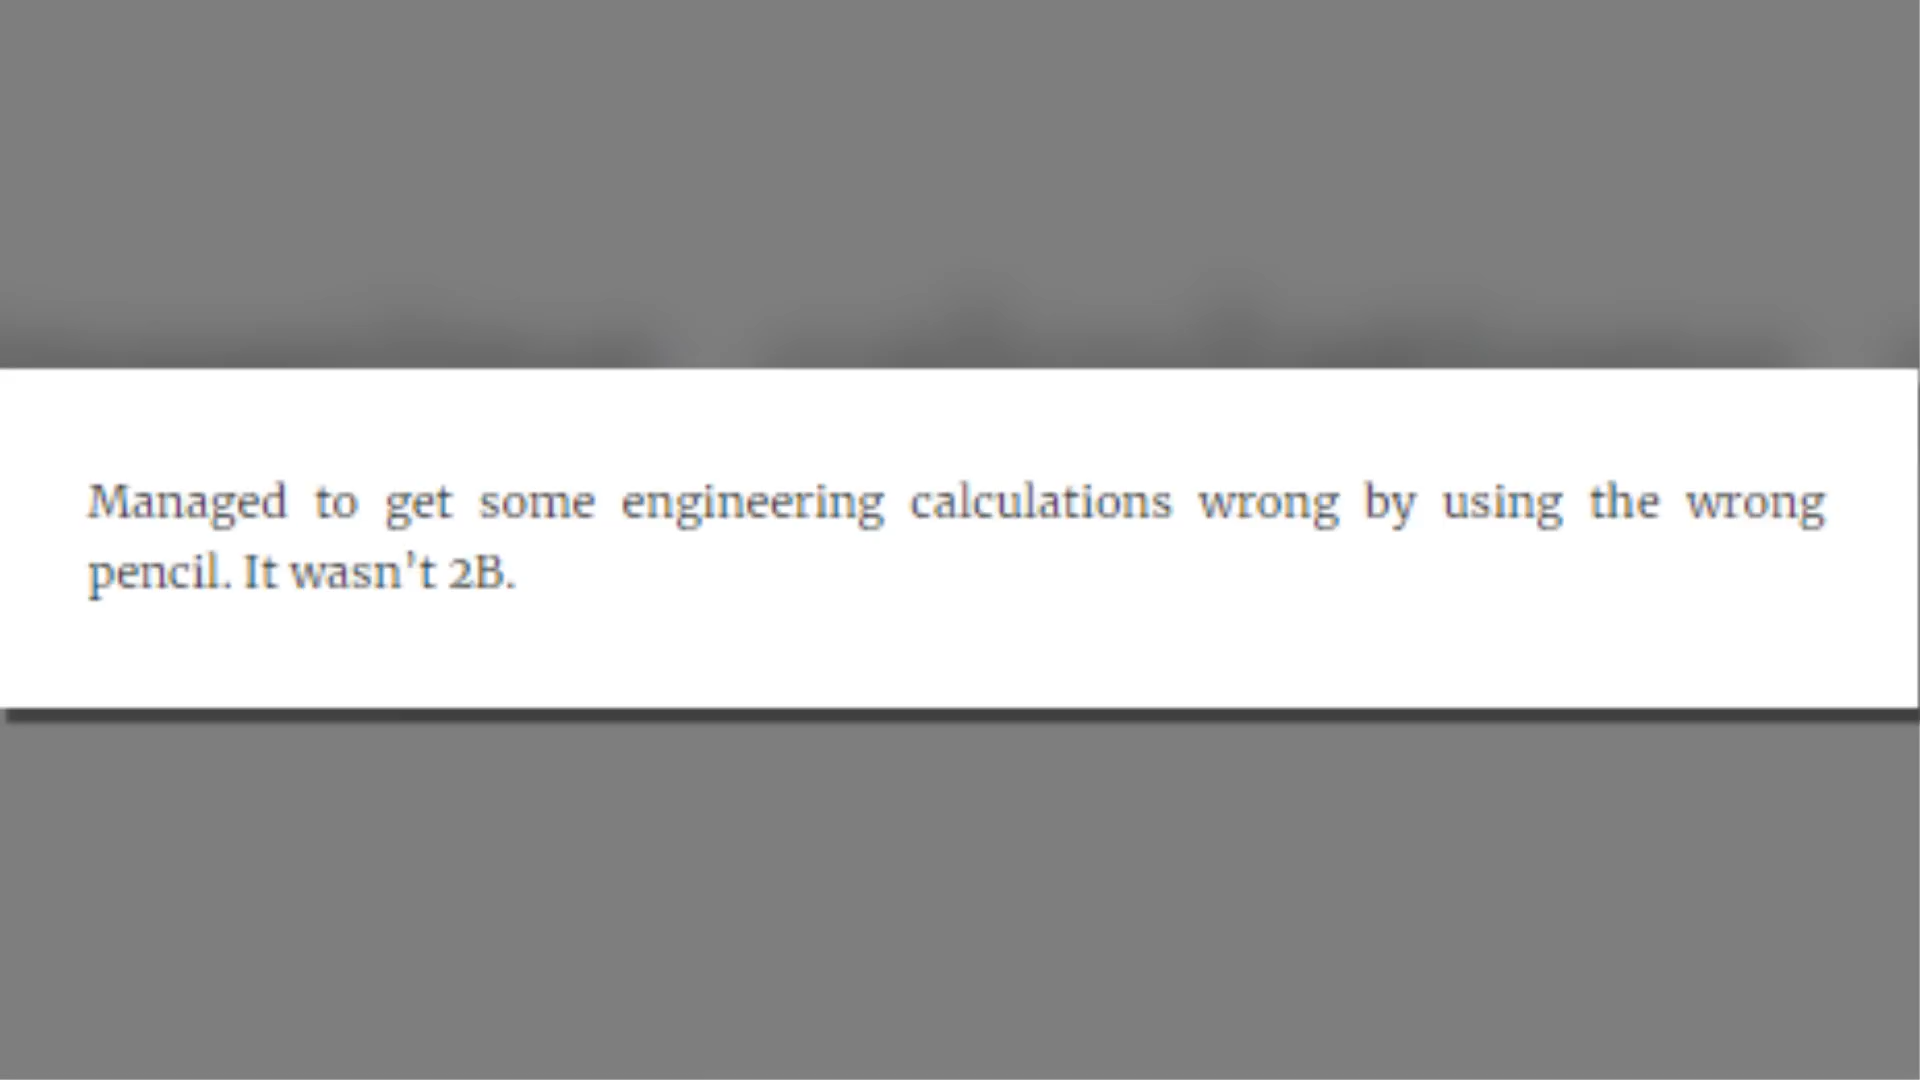 Managed to get some engineering calculations wrong by using the wrong
pencil. It wasn't 2B.